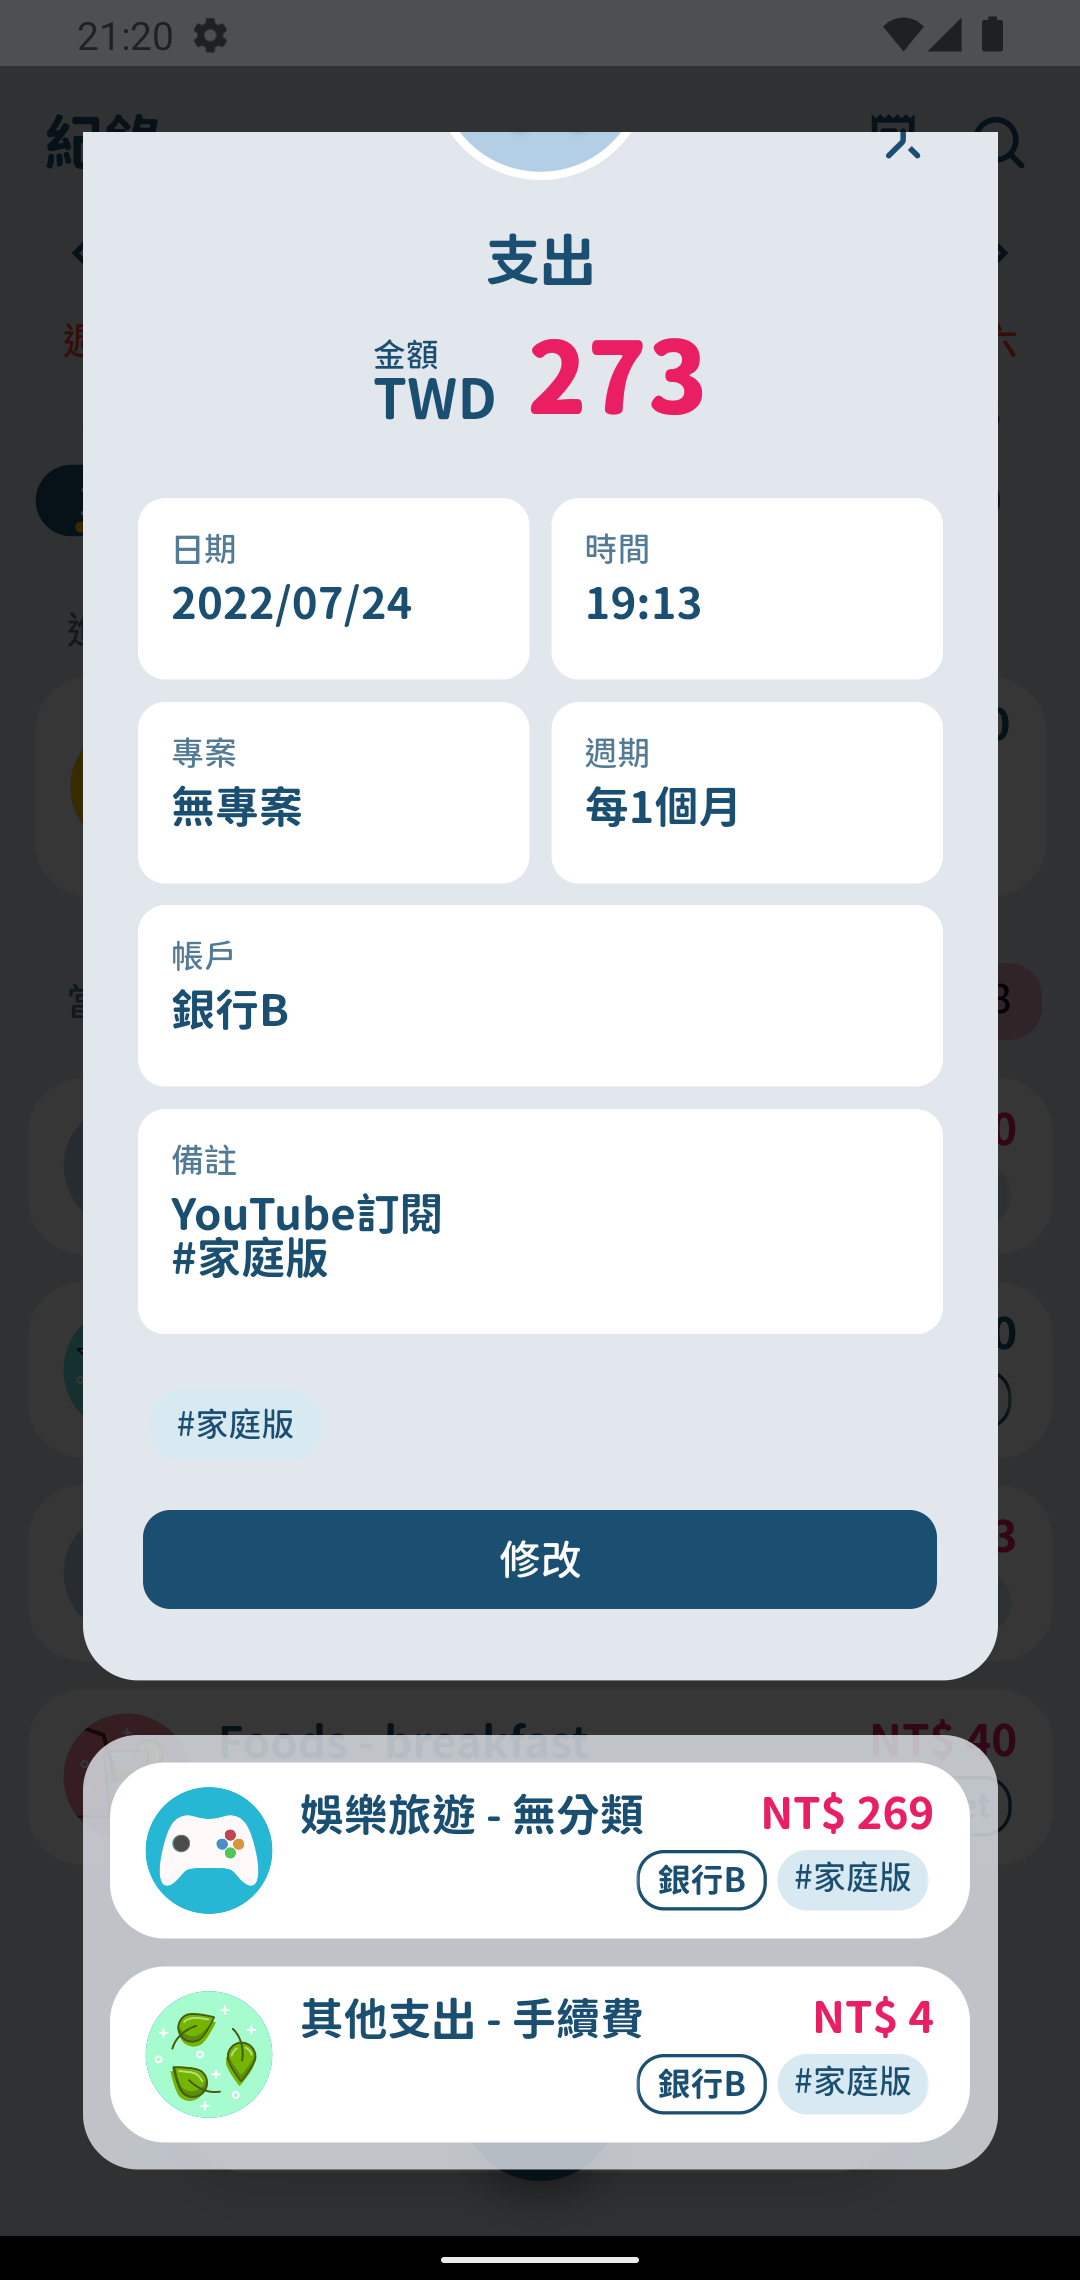 21:20
支出
金額
TWD 273
日期
2022/07/24
時間
19:13
專案
無專案
週期
每1個月
帳戶
銀行B
備註
YouTube訂閱
#家庭版
#家庭版
修改
Foods - breakfast
NT$ 40
娛樂旅遊 - 無分類
NT$ 269
銀行B
#家庭版
其他支出 - 手續費
NT$ 4
銀行B
#家庭版